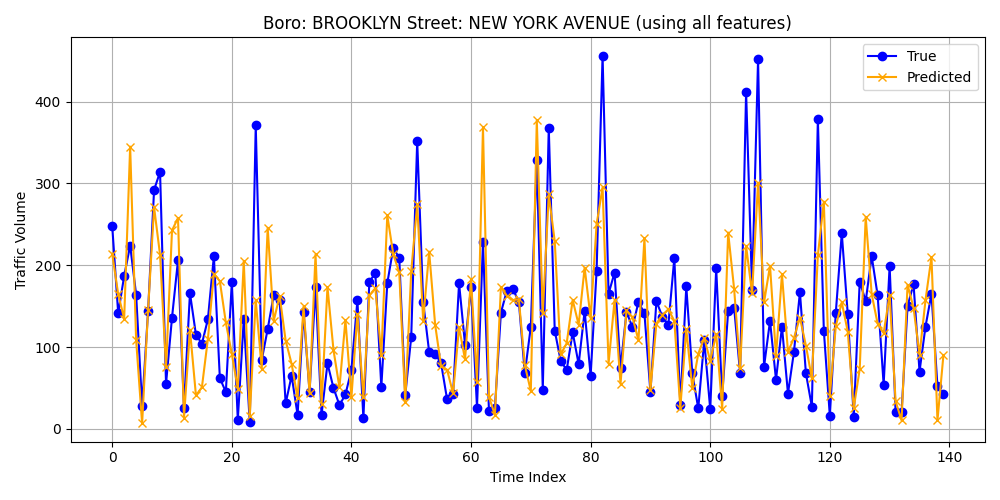 Boro: BROOKLYN Street: NEW YORK AVENUE (using all features)
True
Predicted
Traffic Volume
400
300
200
100
0
0 20 40 60 80 100 120 140
Time Index